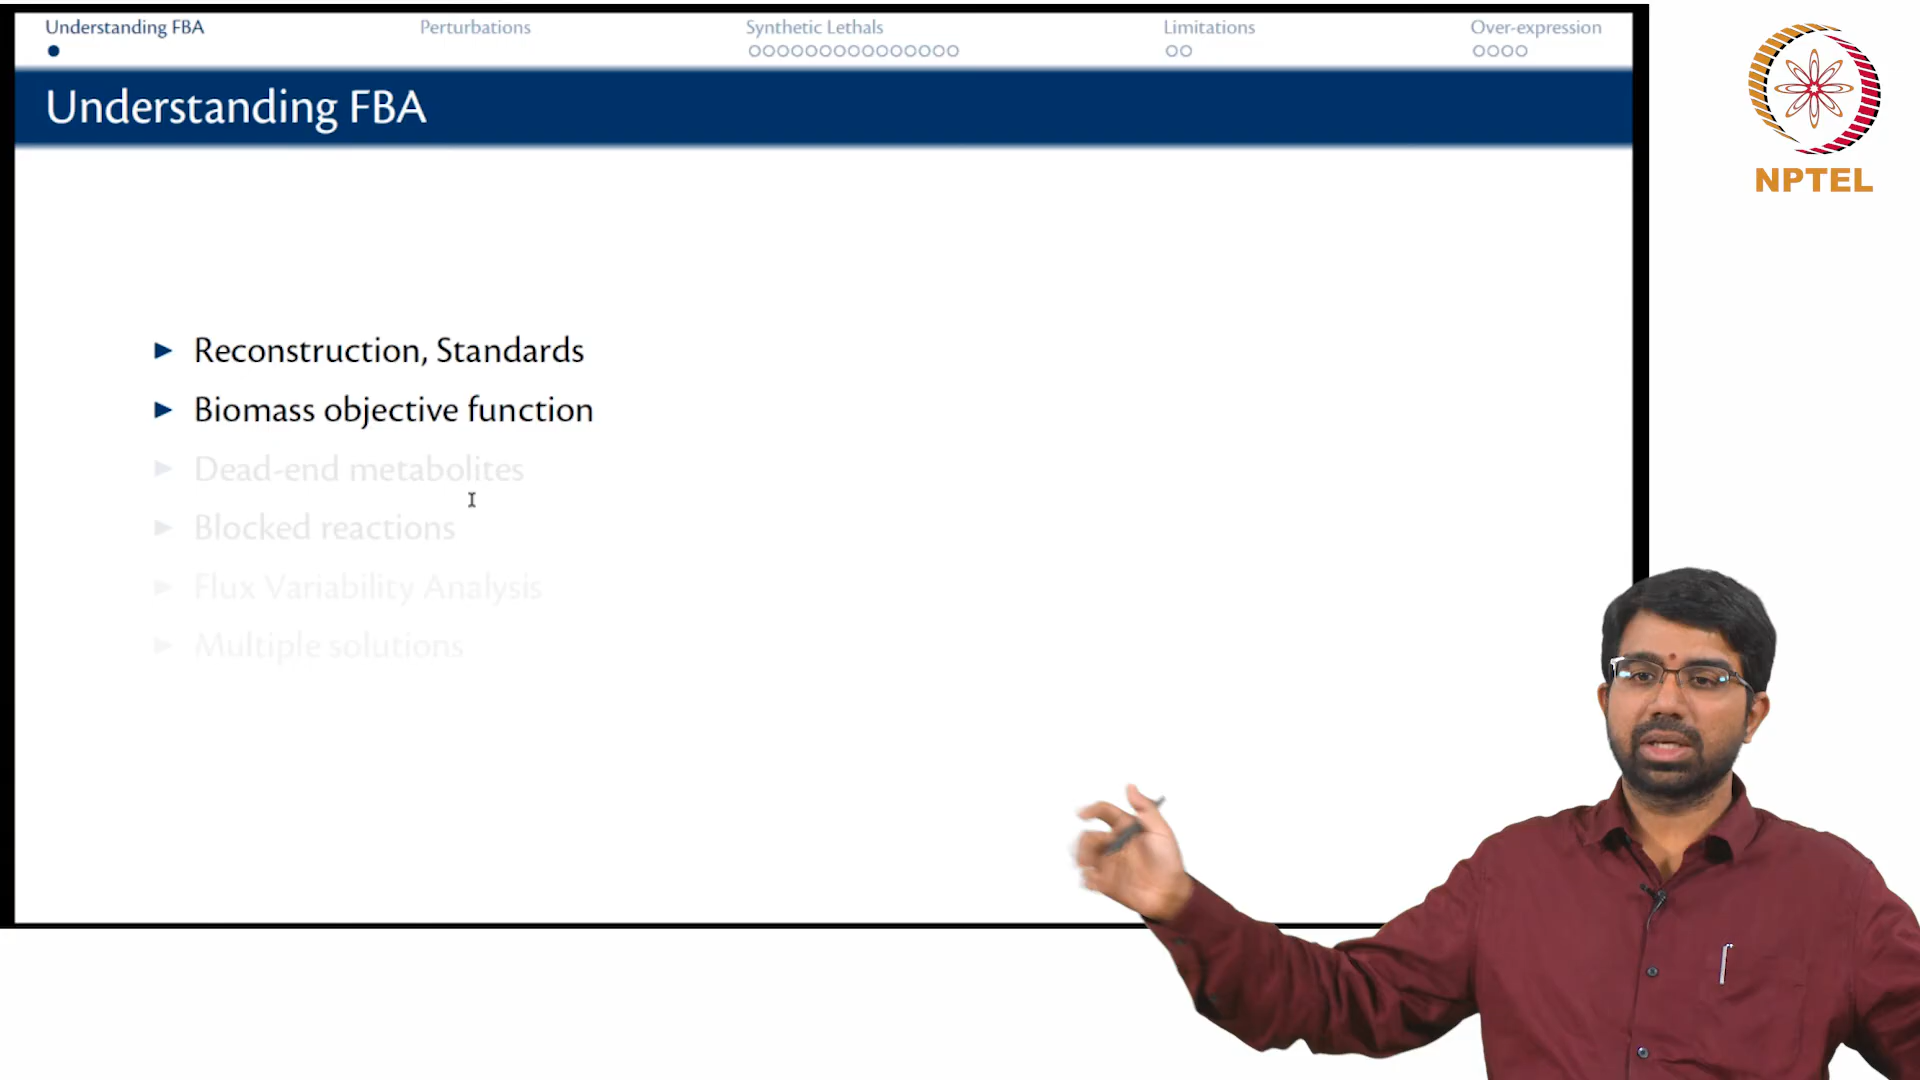 Understanding FBA
Perturbations
Synthetic Lethals
Limitations
Over-expression
Understanding FBA
NPTEL
Reconstruction, Standards
Biomass objective function
Dead-end metabolites
Blocked reactions
Flux Variability Analysis
Multiple solutions